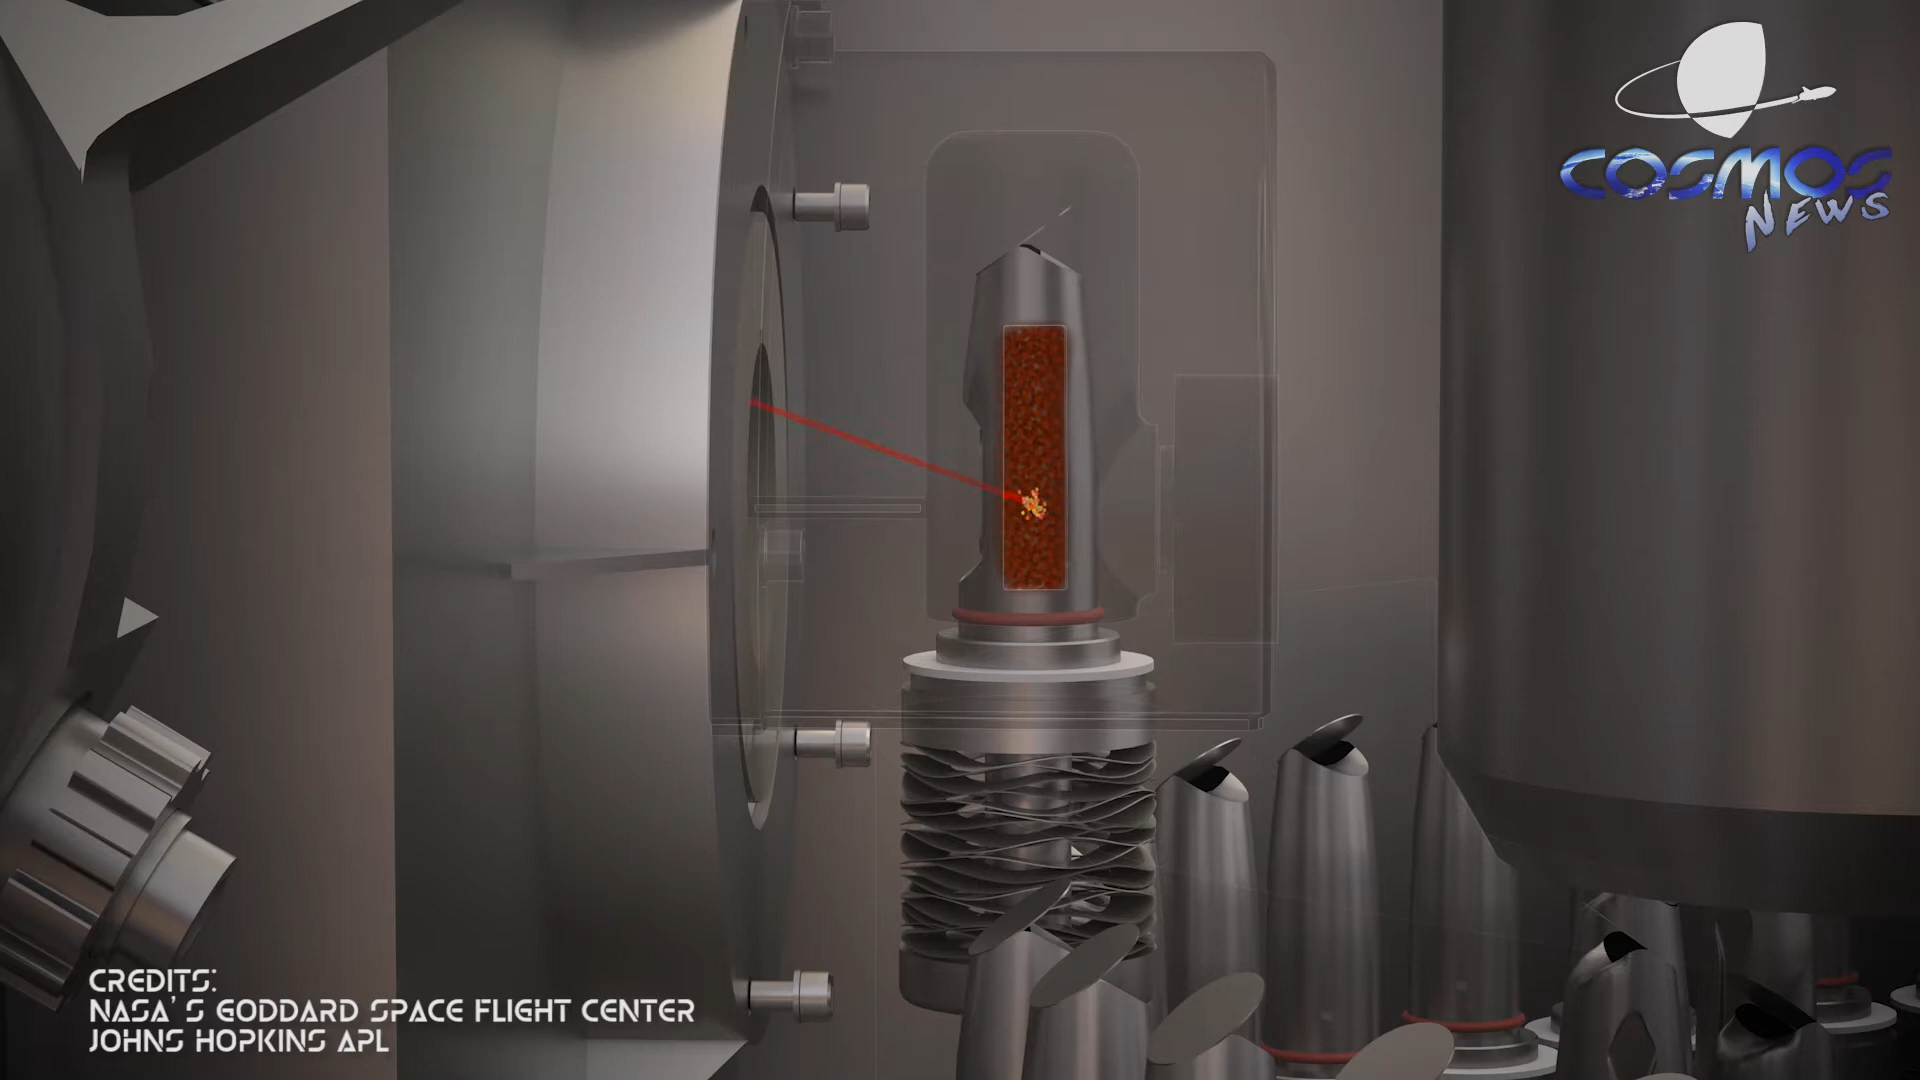 COSMOS
NEWS
CREDITS:
NASA'S GODDARD SPACE FLIGHT CENTER
JOHNS HOPKINS APL